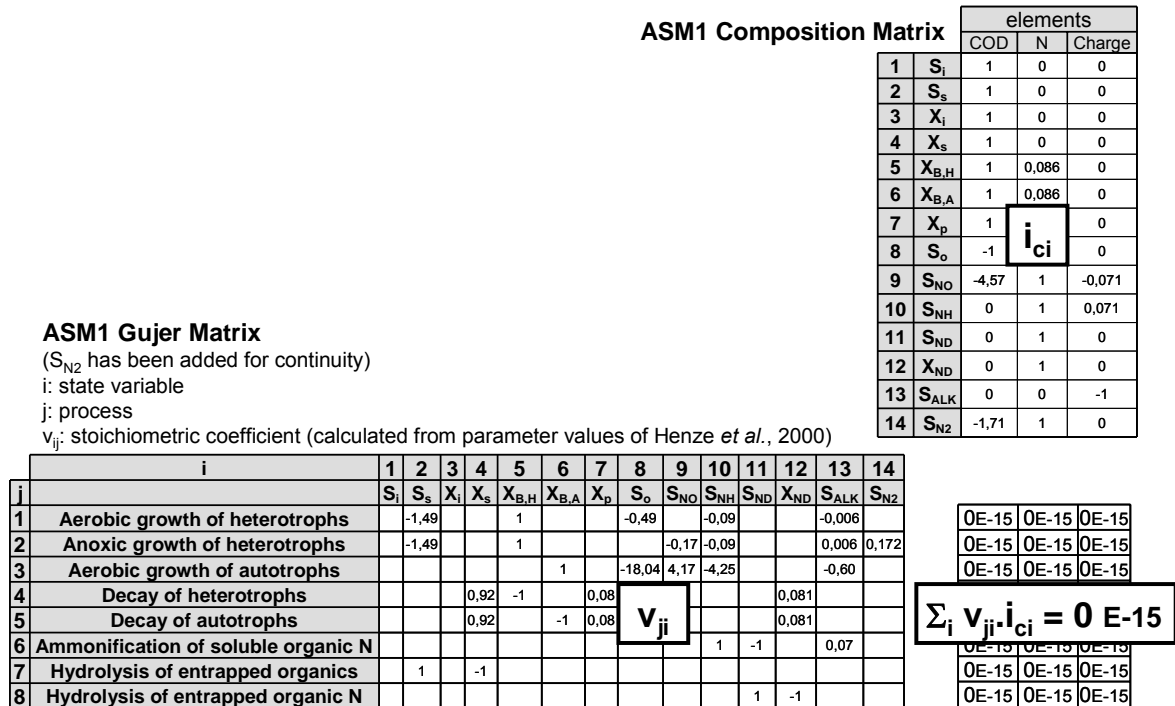 ASM1 Composition Matrix
elements
COD N Charge
1 Si 1 0 0
2 Ss 1 0 0
3 Xi 1 0 0
4 Xs 1 0 0
5 XB,H 1 0,086 0
6 XB,A 1 0,086 0
7 Xp 1 0
8 So -1 0
ici
9 SNO -4,57 1 -0,071
10 SNH 0 1 0,071
11 SND 0 1 0
12 XND 0 1 0
13 SALK 0 0 -1
14 SN2 -1,71 1 0
ASM1 Gujer Matrix
(SN2 has been added for continuity)
i: state variable
j: process
vij: stoichiometric coefficient (calculated from parameter values of Henze et al., 2000)
i 1 2 3 4 5 6 7 8 9 10 11 12 13 14
j Si Ss Xi Xs XB,H XB,A Xp So SNO SNH SND XND SALK SN2
1 Aerobic growth of heterotrophs -1,49 1 -0,49 -0,09 -0,006 0E-15 0E-15 0E-15
2 Anoxic growth of heterotrophs -1,49 1 -0,17 -0,09 0,006 0,172 0E-15 0E-15 0E-15
3 Aerobic growth of autotrophs 1 -18,04 4,17 -4,25 -0,60 0E-15 0E-15 0E-15
4 Decay of heterotrophs 0,92 -1 0,08 0,081
5 Decay of autotrophs 0,92 -1 0,08 0,081
vji
Σi vji.ici = 0 E-15
6 Ammonification of soluble organic N 1 -1 0,07 0E-15 0E-15 0E-15
7 Hydrolysis of entrapped organics 1 -1 0E-15 0E-15 0E-15
8 Hydrolysis of entrapped organic N 1 -1 0E-15 0E-15 0E-15